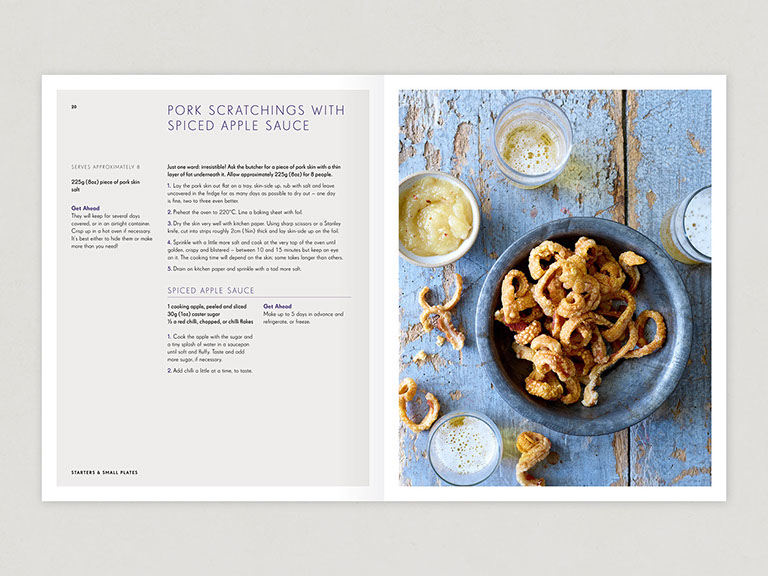 20
PORK SCRATCHINGS WITH
SPICED APPLE SAUCE
SERVES APPROXIMATELY 8
225g (8oz) piece of pork skin
salt
Get Ahead
They will keep for several days
covered, or in an airtight container.
Crisp up in a hot oven if necessary.
It's best either to hide them or make
more than you need!
Just one word: irresistible! Ask the butcher for a piece of pork skin with a thin
layer of fat underneath it. Allow approximately 225g (8oz) for 8 people.
1. Lay the pork skin out flat on a tray, skin-side up, rub with salt and leave
uncovered in the fridge for as many days as possible to dry out – one day
is fine, two to three even better.
2. Preheat the oven to 220°C. Line a baking sheet with foil.
3. Dry the skin very well with kitchen paper. Using sharp scissors or a Stanley
knife, cut into strips roughly 2cm (¾in) thick and lay skin-side up on the foil.
4. Sprinkle with a little more salt and cook at the very top of the oven until
golden, crispy and blistered – between 10 and 15 minutes but keep an eye
on it. The cooking time will depend on the skin; some takes longer than others.
5. Drain on kitchen paper and sprinkle with a tad more salt.
SPICED APPLE SAUCE
1 cooking apple, peeled and sliced
30g (1oz) caster sugar
½ a red chilli, chopped, or chilli flakes
Get Ahead
Make up to 5 days in advance and
refrigerate, or freeze.
1. Cook the apple with the sugar and
a tiny splash of water in a saucepan
until soft and fluffy. Taste and add
more sugar, if necessary.
2. Add chilli a little at a time, to taste.
STARTERS & SMALL PLATES